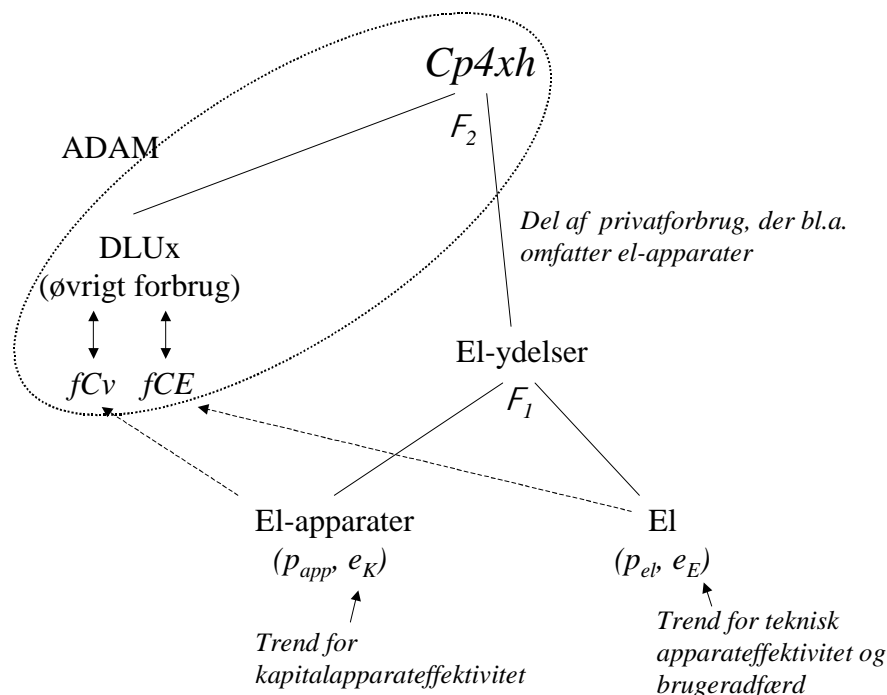 Cp4xh
F2
ADAM
Del af privatforbrug, der bl.a.
omfatter el-apparater
DLUx
(øvrigt forbrug)
El-ydelser
fCv fCE
F1
El-apparater
El
(papp, eK)
(pel, eE)
Trend for
kapitalapparateffektivitet
Trend for teknisk
apparateffektivitet og
brugeradfærd